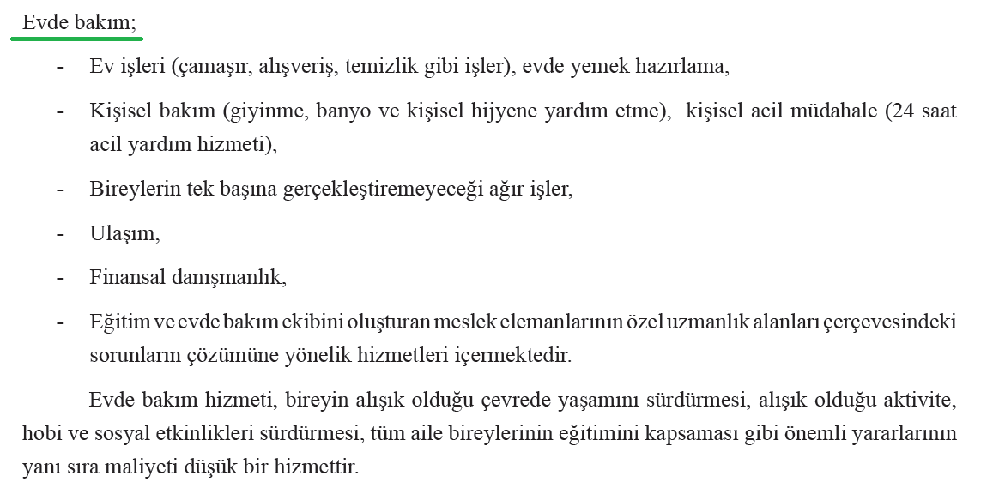 Evde bakım;
- Ev işleri (çamaşır, alışveriş, temizlik gibi işler), evde yemek hazırlama,
- Kişisel bakım (giyinme, banyo ve kişisel hijyene yardım etme), kişisel acil müdahale (24 saat
acil yardım hizmeti),
- Bireylerin tek başına gerçekleştiremeyeceği ağır işler,
- Ulaşım,
- Finansal danışmanlık,
- Eğitim ve evde bakım ekibini oluşturan meslek elemanlarının özel uzmanlık alanları çerçevesindeki
sorunların çözümüne yönelik hizmetleri içermektedir.
Evde bakım hizmeti, bireyin alışık olduğu çevrede yaşamını sürdürmesi, alışık olduğu aktivite,
hobi ve sosyal etkinlikleri sürdürmesi, tüm aile bireylerinin eğitimini kapsaması gibi önemli yararlarının
yanı sıra maliyeti düşük bir hizmettir.